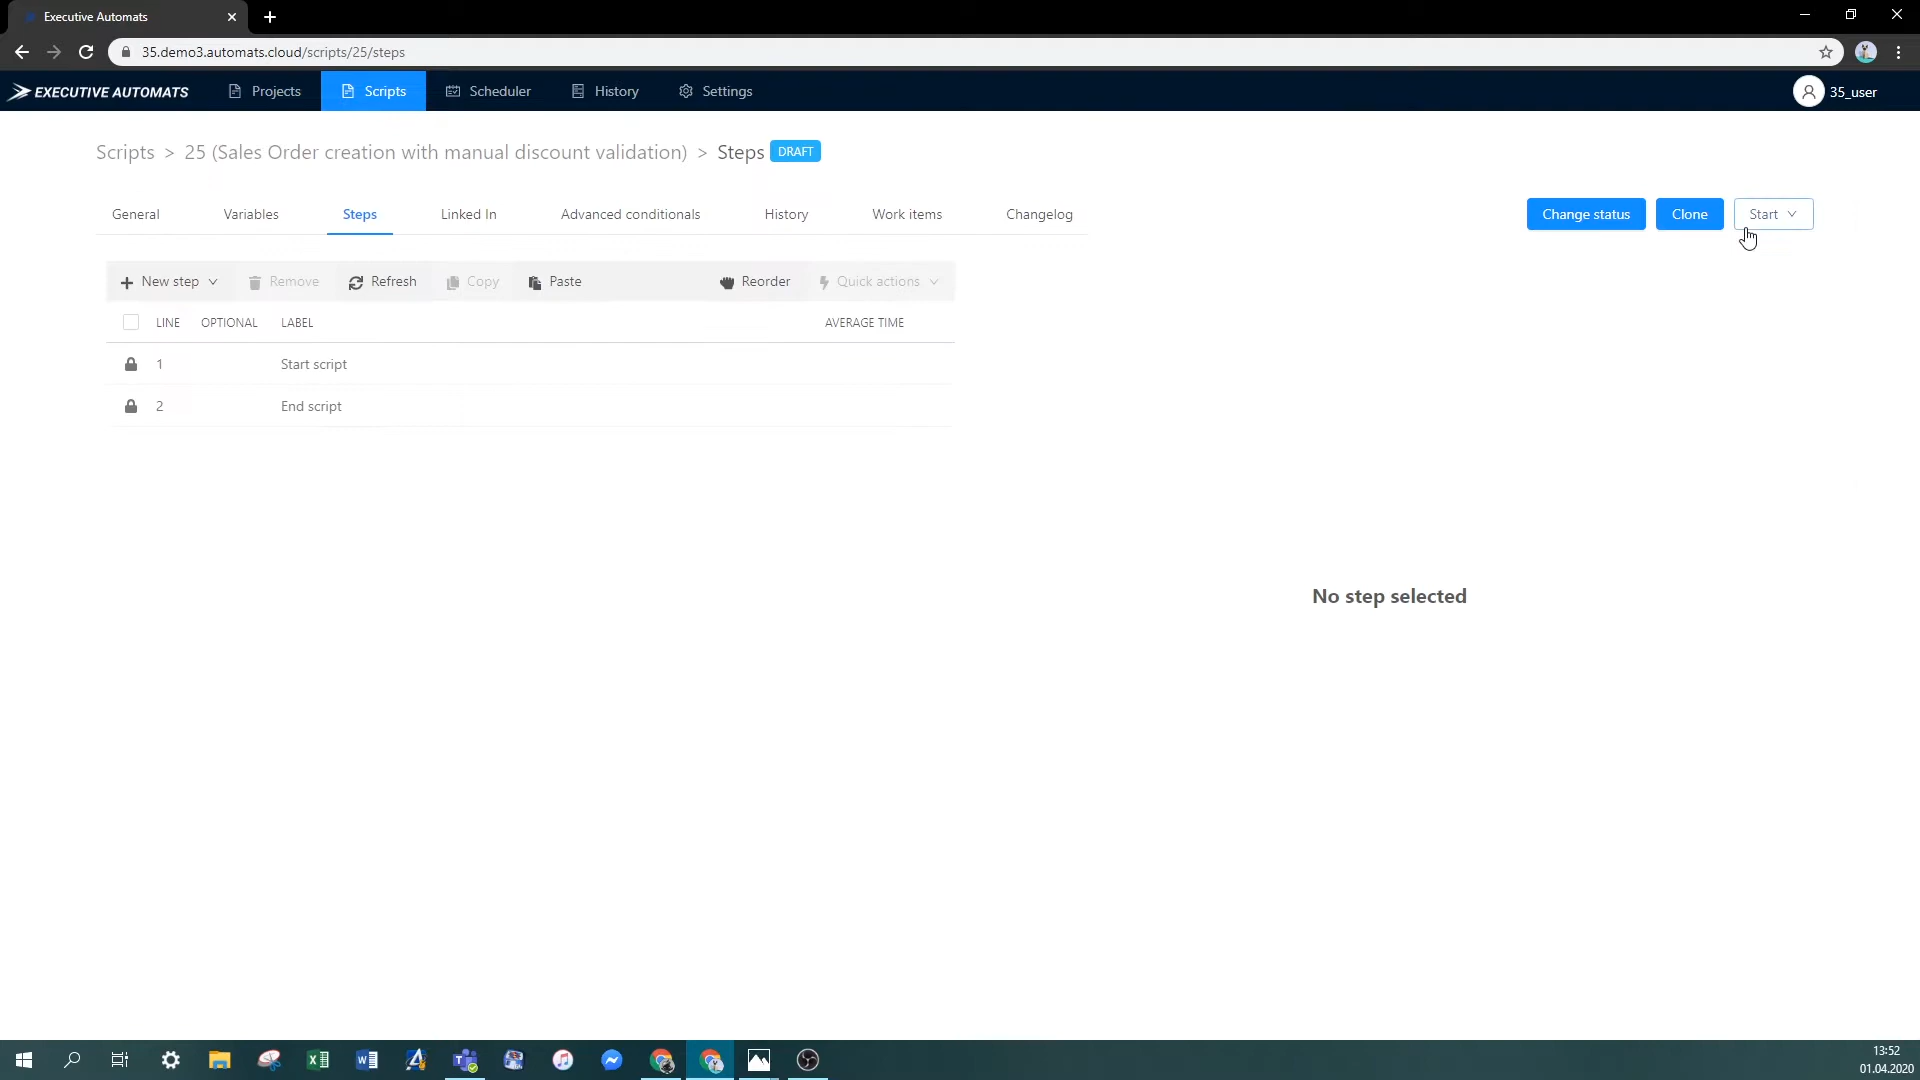 Executive Automats
35.demo3.automats.cloud/scripts/25/steps
EXECUTIVE AUTOMATS
Projects
Scripts
Scheduler
History
Settings
35_user
Scripts > 25 (Sales Order creation with manual discount validation) > Steps DRAFT
General
Variables
Steps
Linked In
Advanced conditionals
History
Work items
Changelog
Change status
Clone
Start
New step
Remove
Refresh
Copy
Paste
Reorder
Quick actions
LINE OPTIONAL LABEL AVERAGE TIME
1 Start script
2 End script
No step selected
13:52
01.04.2020